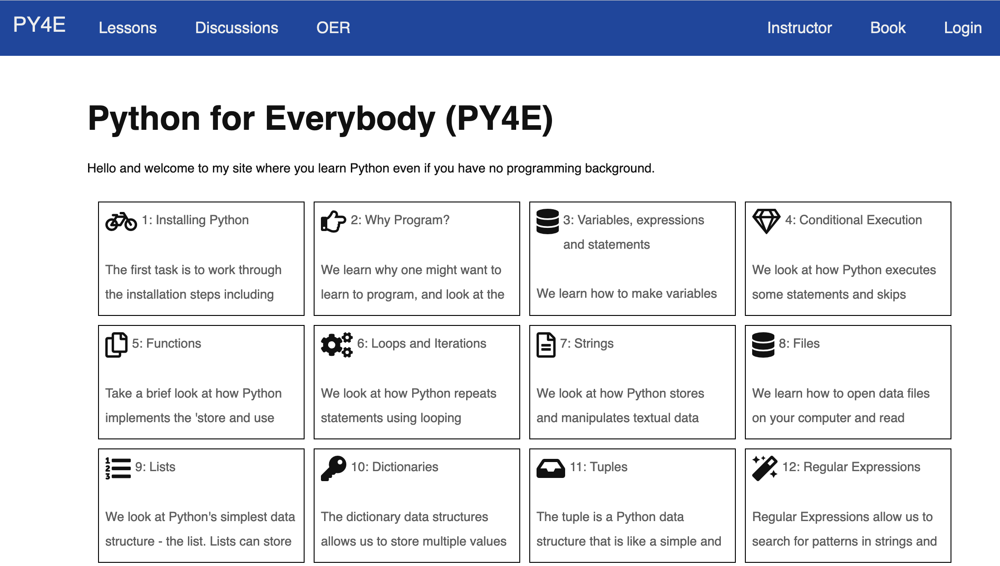 PY4E Lessons Discussions OER Instructor Book Login
Python for Everybody (PY4E)
Hello and welcome to my site where you learn Python even if you have no programming background.
1: Installing Python
The first task is to work through
the installation steps including
2: Why Program?
We learn why one might want to
learn to program, and look at the
3: Variables, expressions
and statements
We learn how to make variables
4: Conditional Execution
We look at how Python executes
some statements and skips
5: Functions
Take a brief look at how Python
implements the 'store and use
6: Loops and Iterations
We look at how Python repeats
statements using looping
7: Strings
We look at how Python stores
and manipulates textual data
8: Files
We learn how to open data files
on your computer and read
1
2
3
9: Lists
We look at Python's simplest data
structure - the list. Lists can store
10: Dictionaries
The dictionary data structures
allows us to store multiple values
11: Tuples
The tuple is a Python data
structure that is like a simple and
12: Regular Expressions
Regular Expressions allow us to
search for patterns in strings and